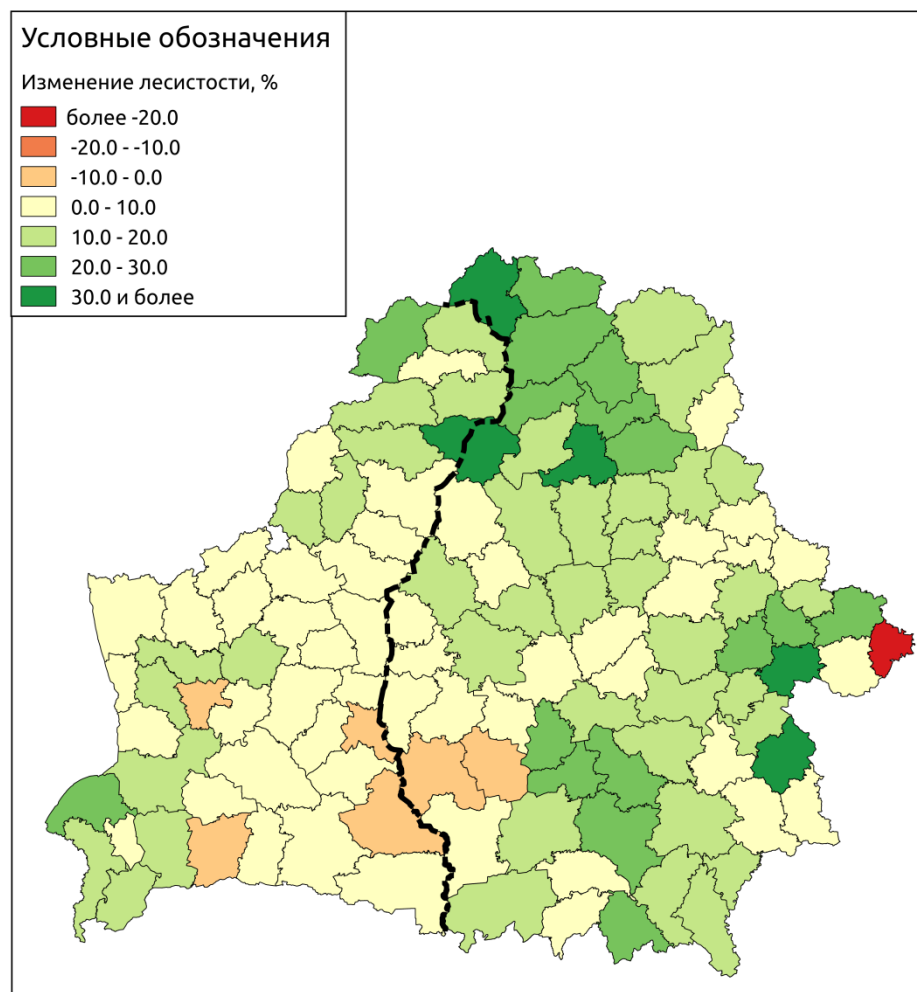 Условные обозначения
Изменение лесистости, %
более -20.0
-20.0 - -10.0
-10.0 - 0.0
0.0 - 10.0
10.0 - 20.0
20.0 - 30.0
30.0 и более